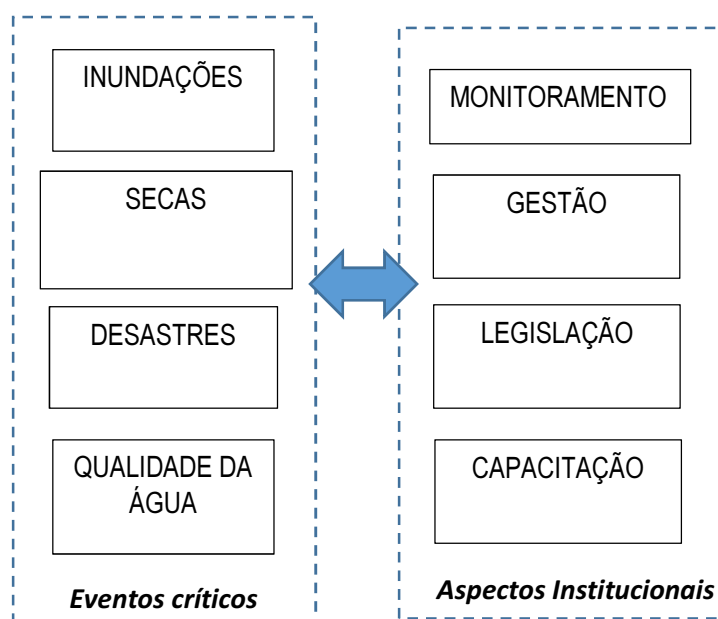 INUNDAÇÕES
SECAS
DESASTRES
QUALIDADE DA
ÁGUA
Eventos críticos
MONITORAMENTO
GESTÃO
LEGISLAÇÃO
CAPACITAÇÃO
Aspectos Institucionais